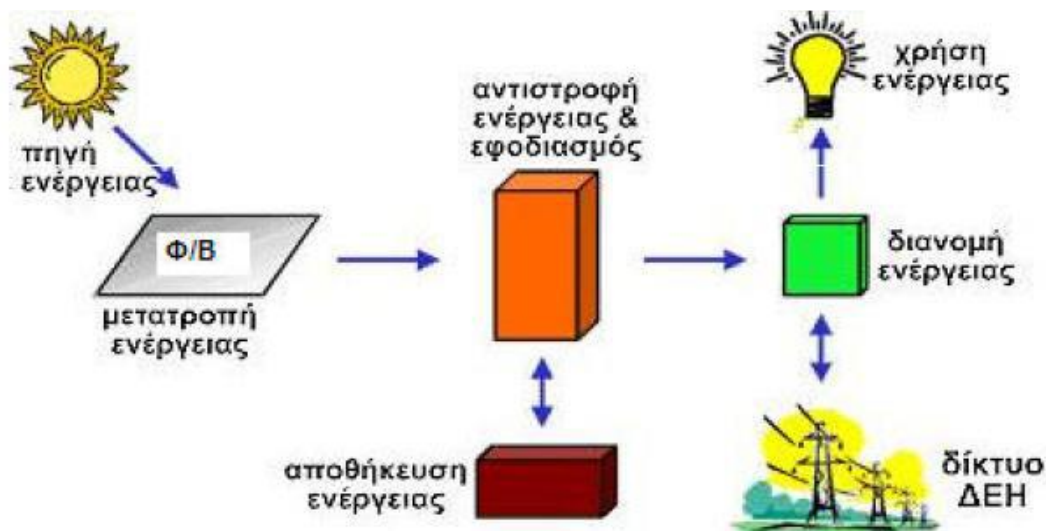 πηγή
ενέργειας
Φ/Β
μετατροπή
ενέργειας
αντιστροφή
ενέργειας &
εφοδιασμός
αποθήκευση
ενέργειας
χρήση
ενέργειας
διανομή
ενέργειας
δίκτυο
ΔΕΗ